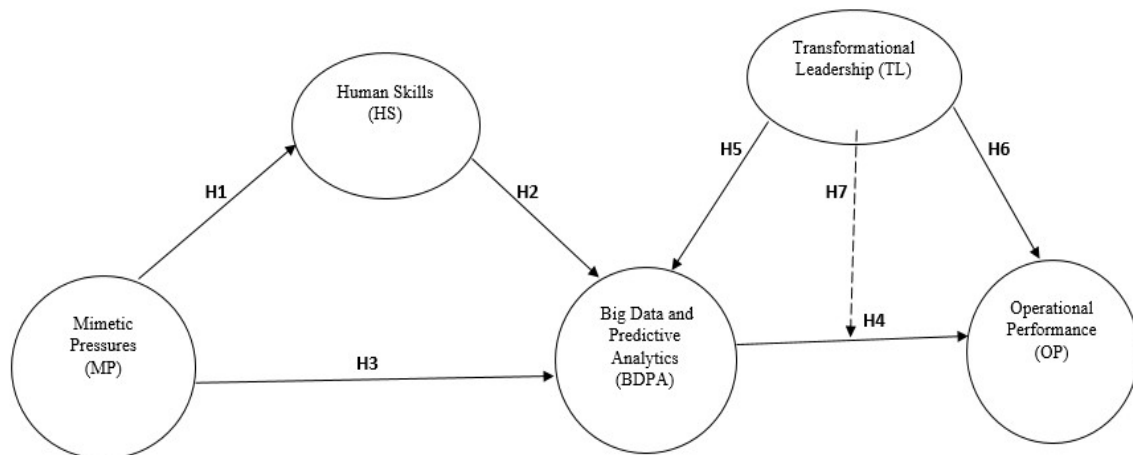 Transformational
Leadership (TL)
Human Skills
(HS)
H5
H6
H1
H2
H7
Mimetic
Pressures
(MP)
Big Data and
Predictive
Analytics
(BDPA)
Operational
Performance
(OP)
H4
H3